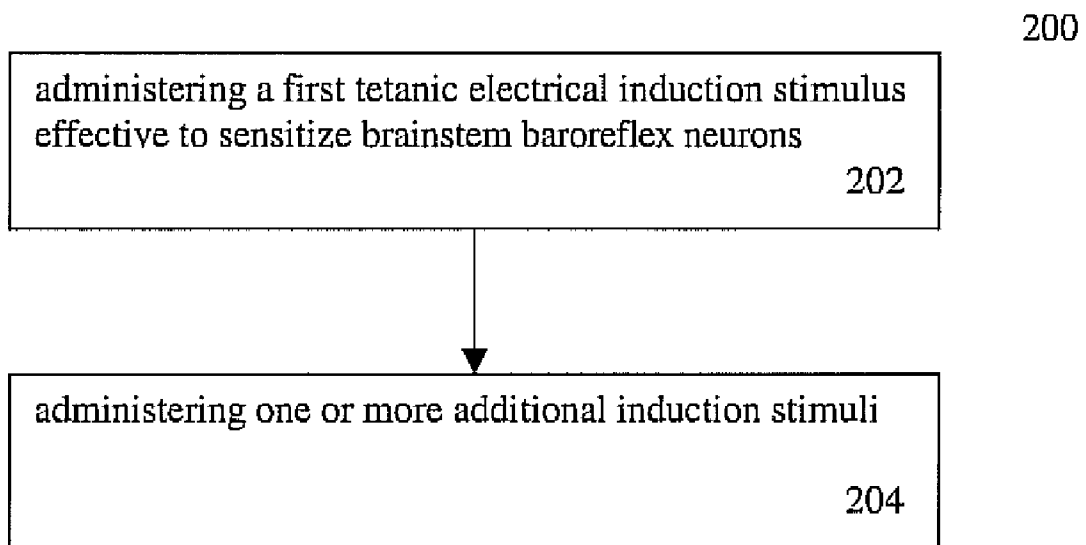 200
administering a first tetanic electrical induction stimulus
effective to sensitize brainstem baroreflex neurons
202
administering one or more additional induction stimuli
204